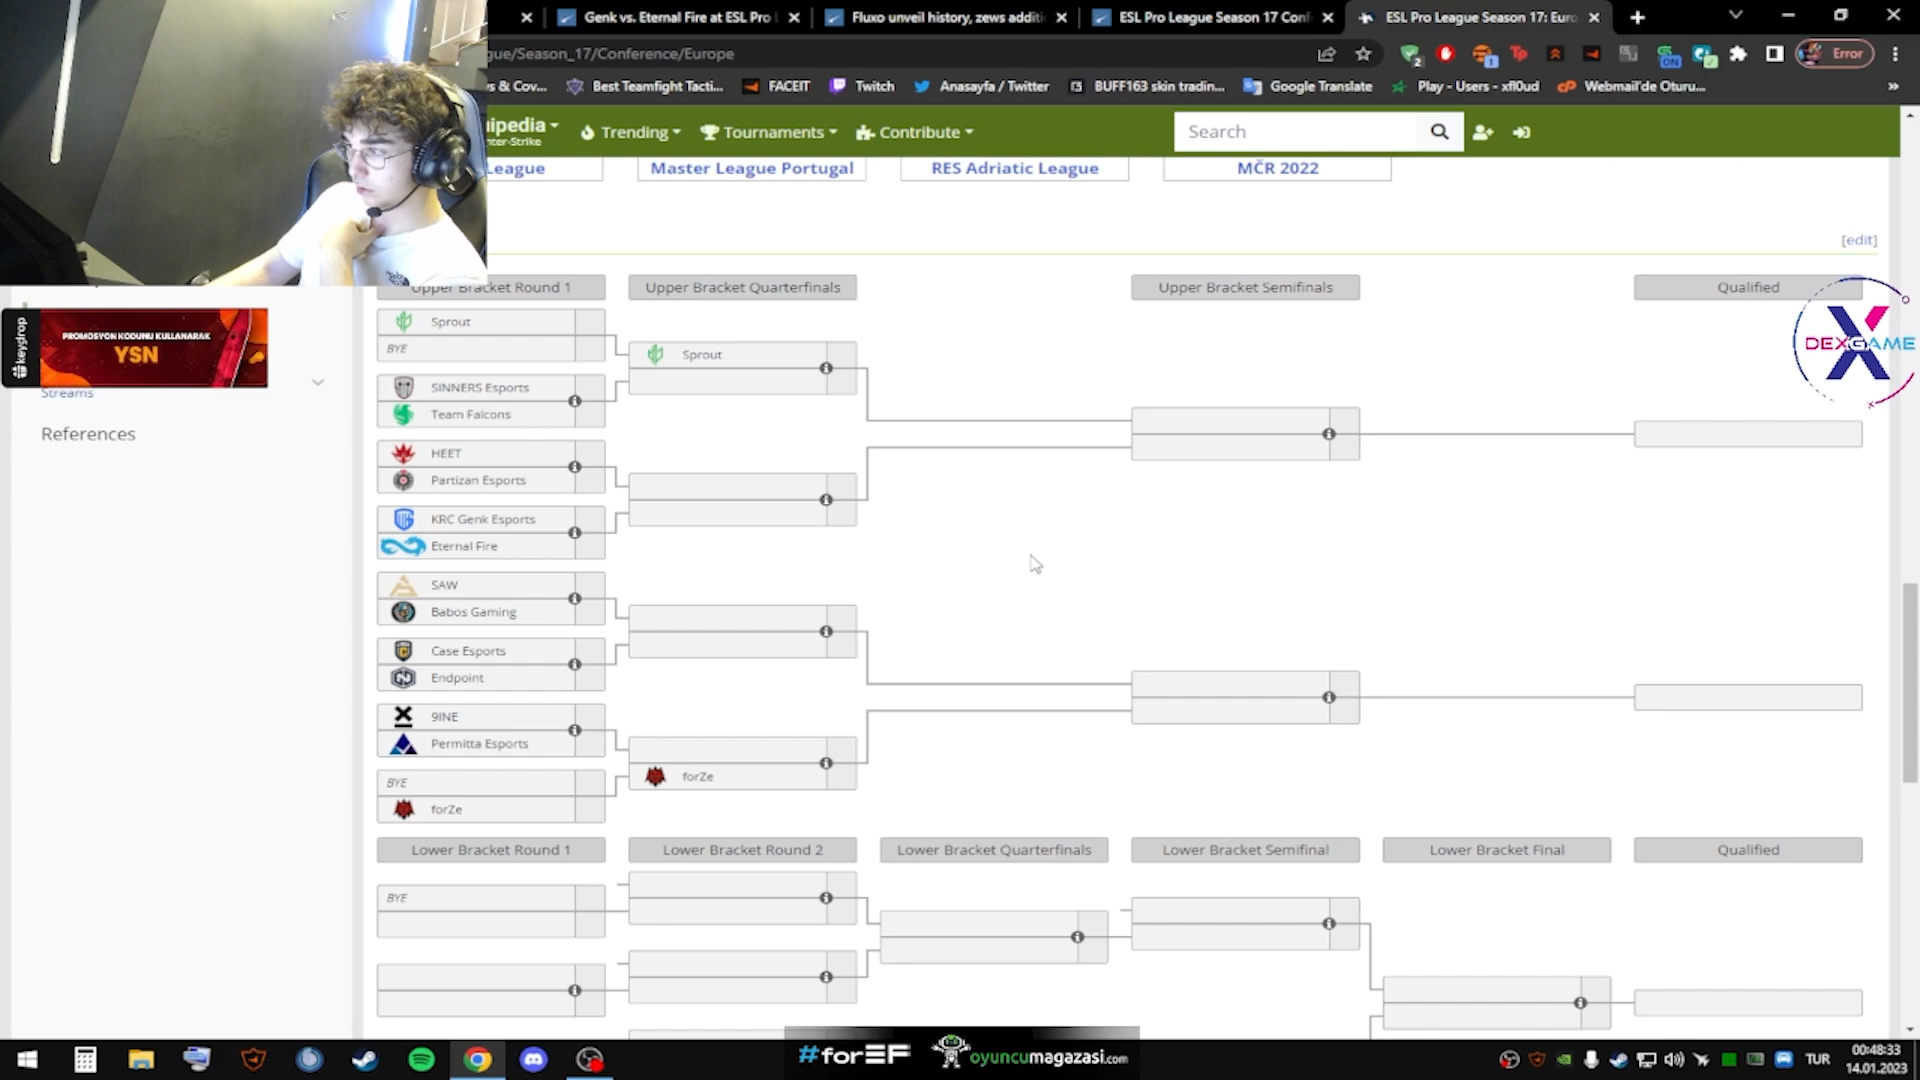 Genk vs. Eternal Fire at ESL Pro
Fluxo unveil history, zews additi
ESL Pro League Season 17 Conf
ESL Pro League Season 17: Euro
gue/Season_17/Conference/Europe
2
1
Tp
ON
Error
s & Cov...
Best Teamfight Tacti...
FACEIT
Twitch
Anasayfa / Twitter
BUFF163 skin tradin...
Google Translate
Play - Users - xfl0ud
Webmail'de Oturu...
»
uipedia
nter-Strike
Trending
Tournaments
Contribute
Search
League
Master League Portugal
RES Adriatic League
MČR 2022
[edit]
Upper Bracket Round 1
Upper Bracket Quarterfinals
Upper Bracket Semifinals
Qualified
keydrop
PROMOSYON KODUNU KULLANARAK
YSN
Streams
References
DEXGAME
Sprout
BYE
SINNERS Esports
Team Falcons
HEET
Partizan Esports
KRC Genk Esports
Eternal Fire
SAW
Babos Gaming
Case Esports
Endpoint
9INE
Permitta Esports
BYE
forZe
Sprout
forZe
Lower Bracket Round 1
Lower Bracket Round 2
Lower Bracket Quarterfinals
Lower Bracket Semifinal
Lower Bracket Final
Qualified
BYE
#forEF
oyuncumagazasi.com
TUR
00:48:33
14.01.2023